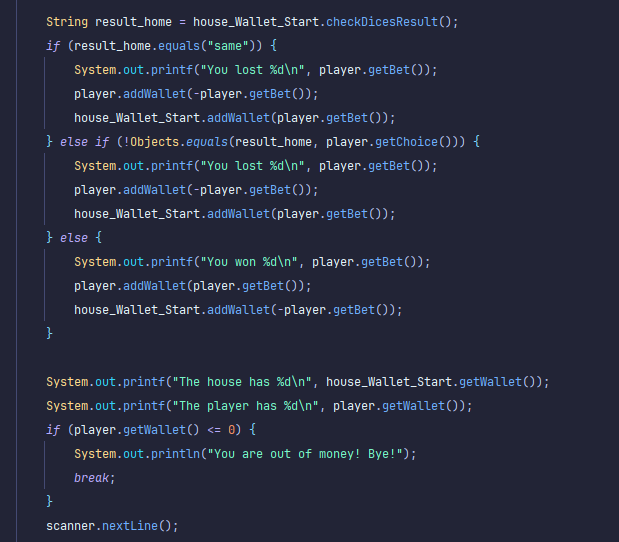 String result_home = house_Wallet_Start.checkDicesResult();
if (result_home.equals("same")) {
    System.out.printf("You lost %d\n", player.getBet());
    player.addWallet(-player.getBet());
    house_Wallet_Start.addWallet(player.getBet());
} else if (!Objects.equals(result_home, player.getChoice())) {
    System.out.printf("You lost %d\n", player.getBet());
    player.addWallet(-player.getBet());
    house_Wallet_Start.addWallet(player.getBet());
} else {
    System.out.printf("You won %d\n", player.getBet());
    player.addWallet(player.getBet());
    house_Wallet_Start.addWallet(-player.getBet());
}

System.out.printf("The house has %d\n", house_Wallet_Start.getWallet());
System.out.printf("The player has %d\n", player.getWallet());
if (player.getWallet() <= 0) {
    System.out.println("You are out of money! Bye!");
    break;
}
scanner.nextLine();